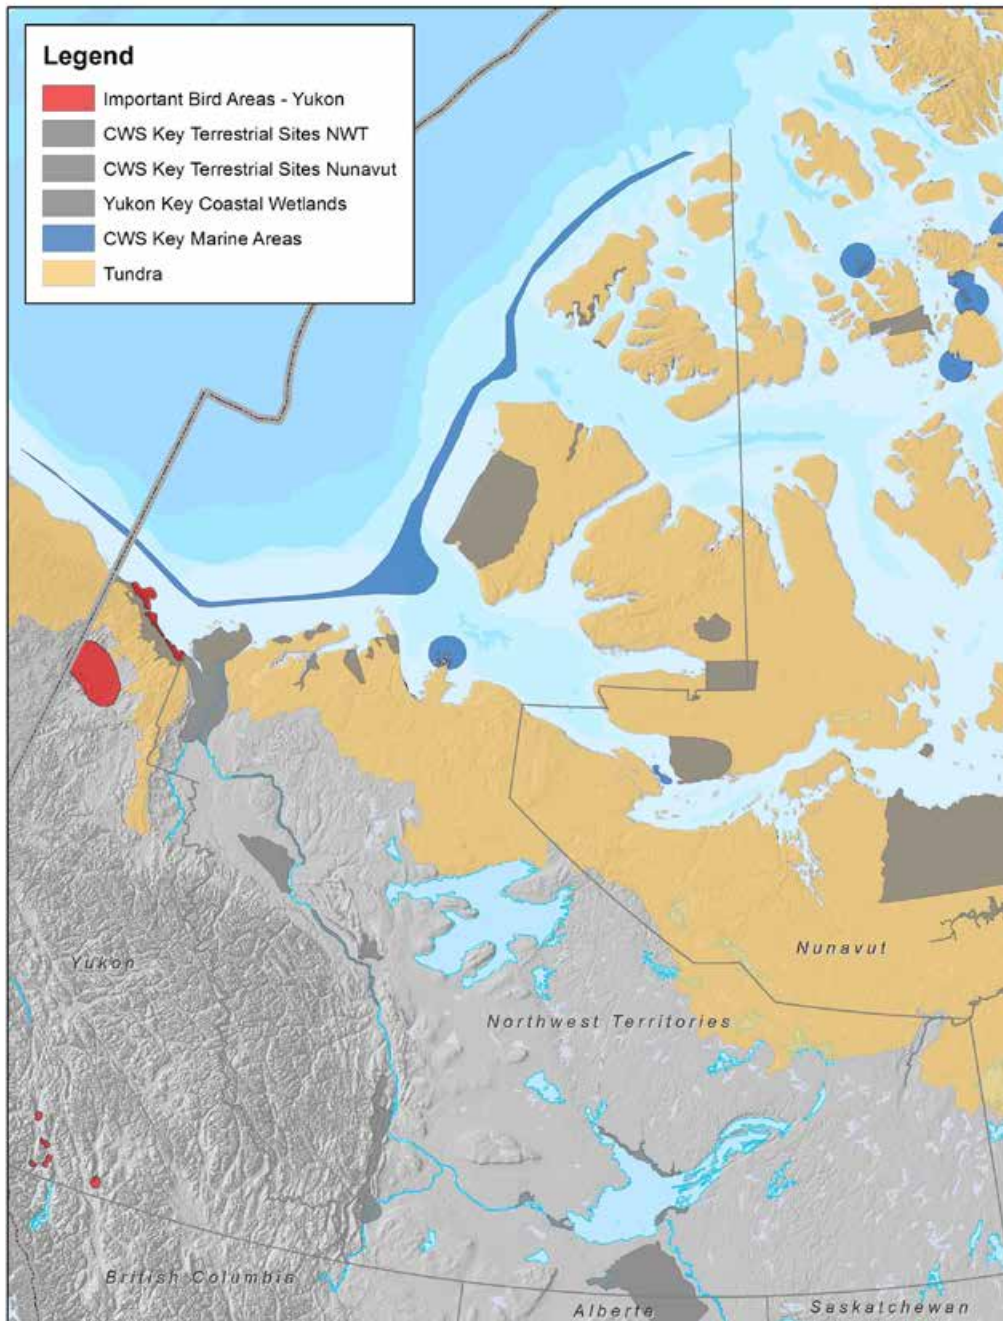 Legend
Important Bird Areas - Yukon
CWS Key Terrestrial Sites NWT
CWS Key Terrestrial Sites Nunavut
Yukon Key Coastal Wetlands
CWS Key Marine Areas
Tundra
Nunavut
Yukon
Northwest Territories
British Columbia
Alberta
Saskatchewan